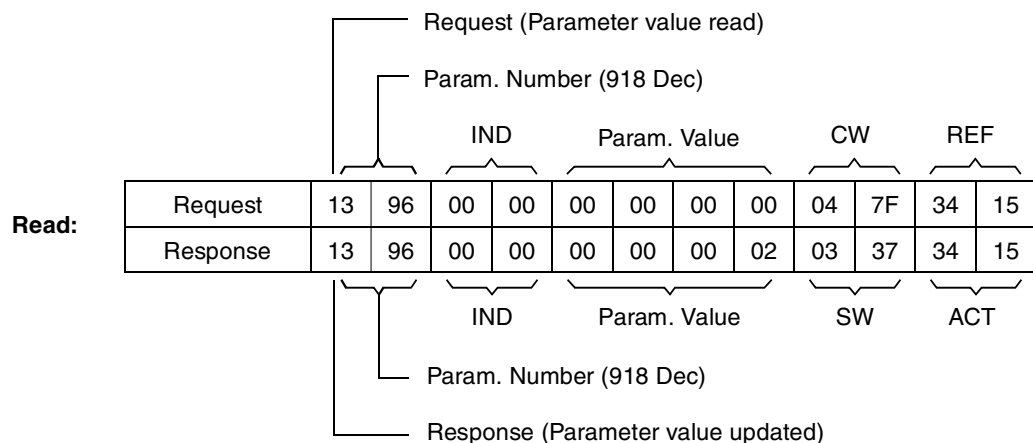 Request (Parameter value read)
Param. Number (918 Dec)
IND Param. Value CW REF
Read:
Request 13 96 00 00 00 00 00 00 04 7F 34 15
Response 13 96 00 00 00 00 00 02 03 37 34 15
IND Param. Value SW ACT
Param. Number (918 Dec)
Response (Parameter value updated)